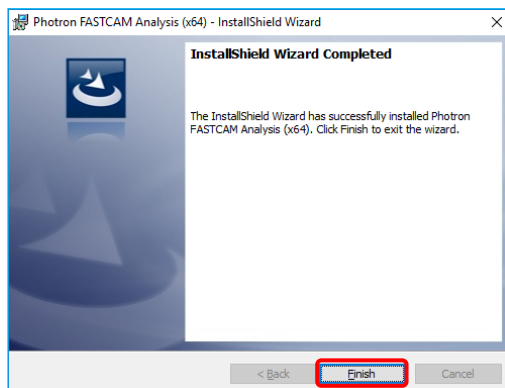 Photron FASTCAM Analysis (x64) - InstallShield Wizard
InstallShield Wizard Completed
The InstallShield Wizard has successfully installed Photron
FASTCAM Analysis (x64). Click Finish to exit the wizard.
< Back Finish Cancel